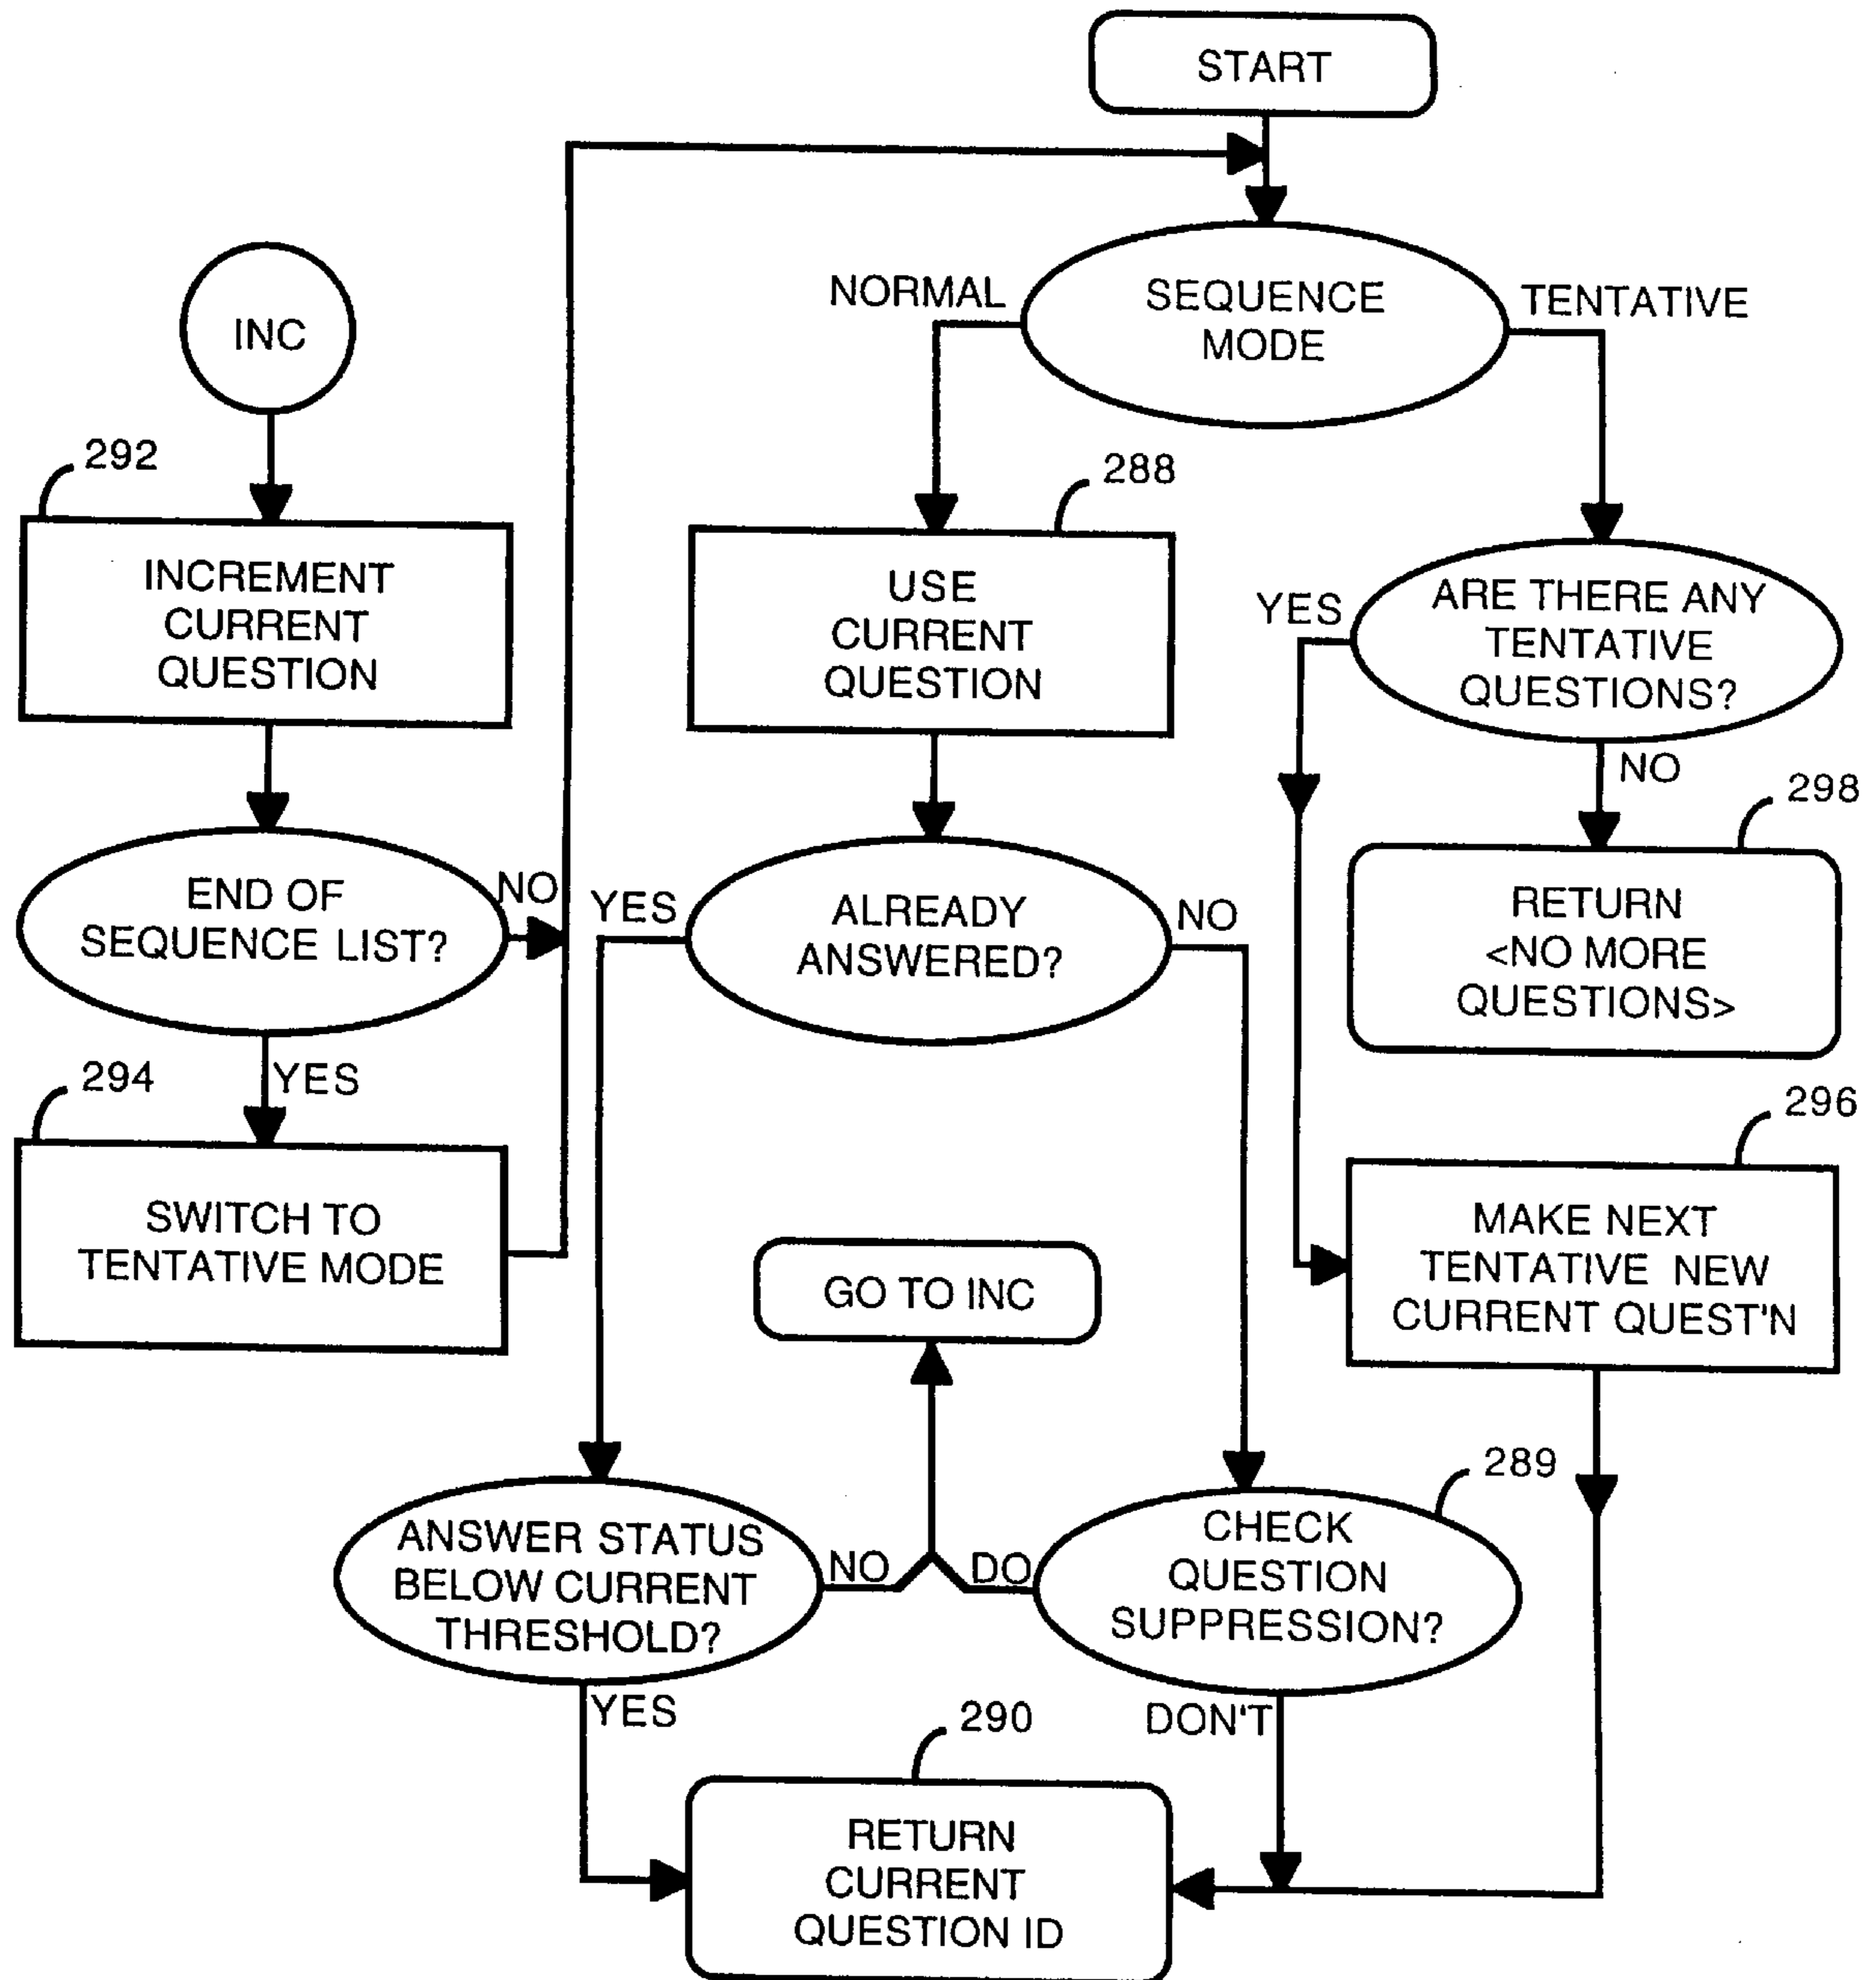 START
SEQUENCE
MODE
NORMAL
TENTATIVE
INC
292
INCREMENT
CURRENT
QUESTION
288
USE
CURRENT
QUESTION
YES
ARE THERE ANY
TENTATIVE
QUESTIONS?
NO
298
RETURN
<NO MORE
QUESTIONS>
END OF
SEQUENCE LIST?
NO
YES
ALREADY
ANSWERED?
NO
YES
294
SWITCH TO
TENTATIVE MODE
296
MAKE NEXT
TENTATIVE NEW
CURRENT QUEST'N
GO TO INC
289
ANSWER STATUS
BELOW CURRENT
THRESHOLD?
NO
DO
CHECK
QUESTION
SUPPRESSION?
YES
DON'T
290
RETURN
CURRENT
QUESTION ID